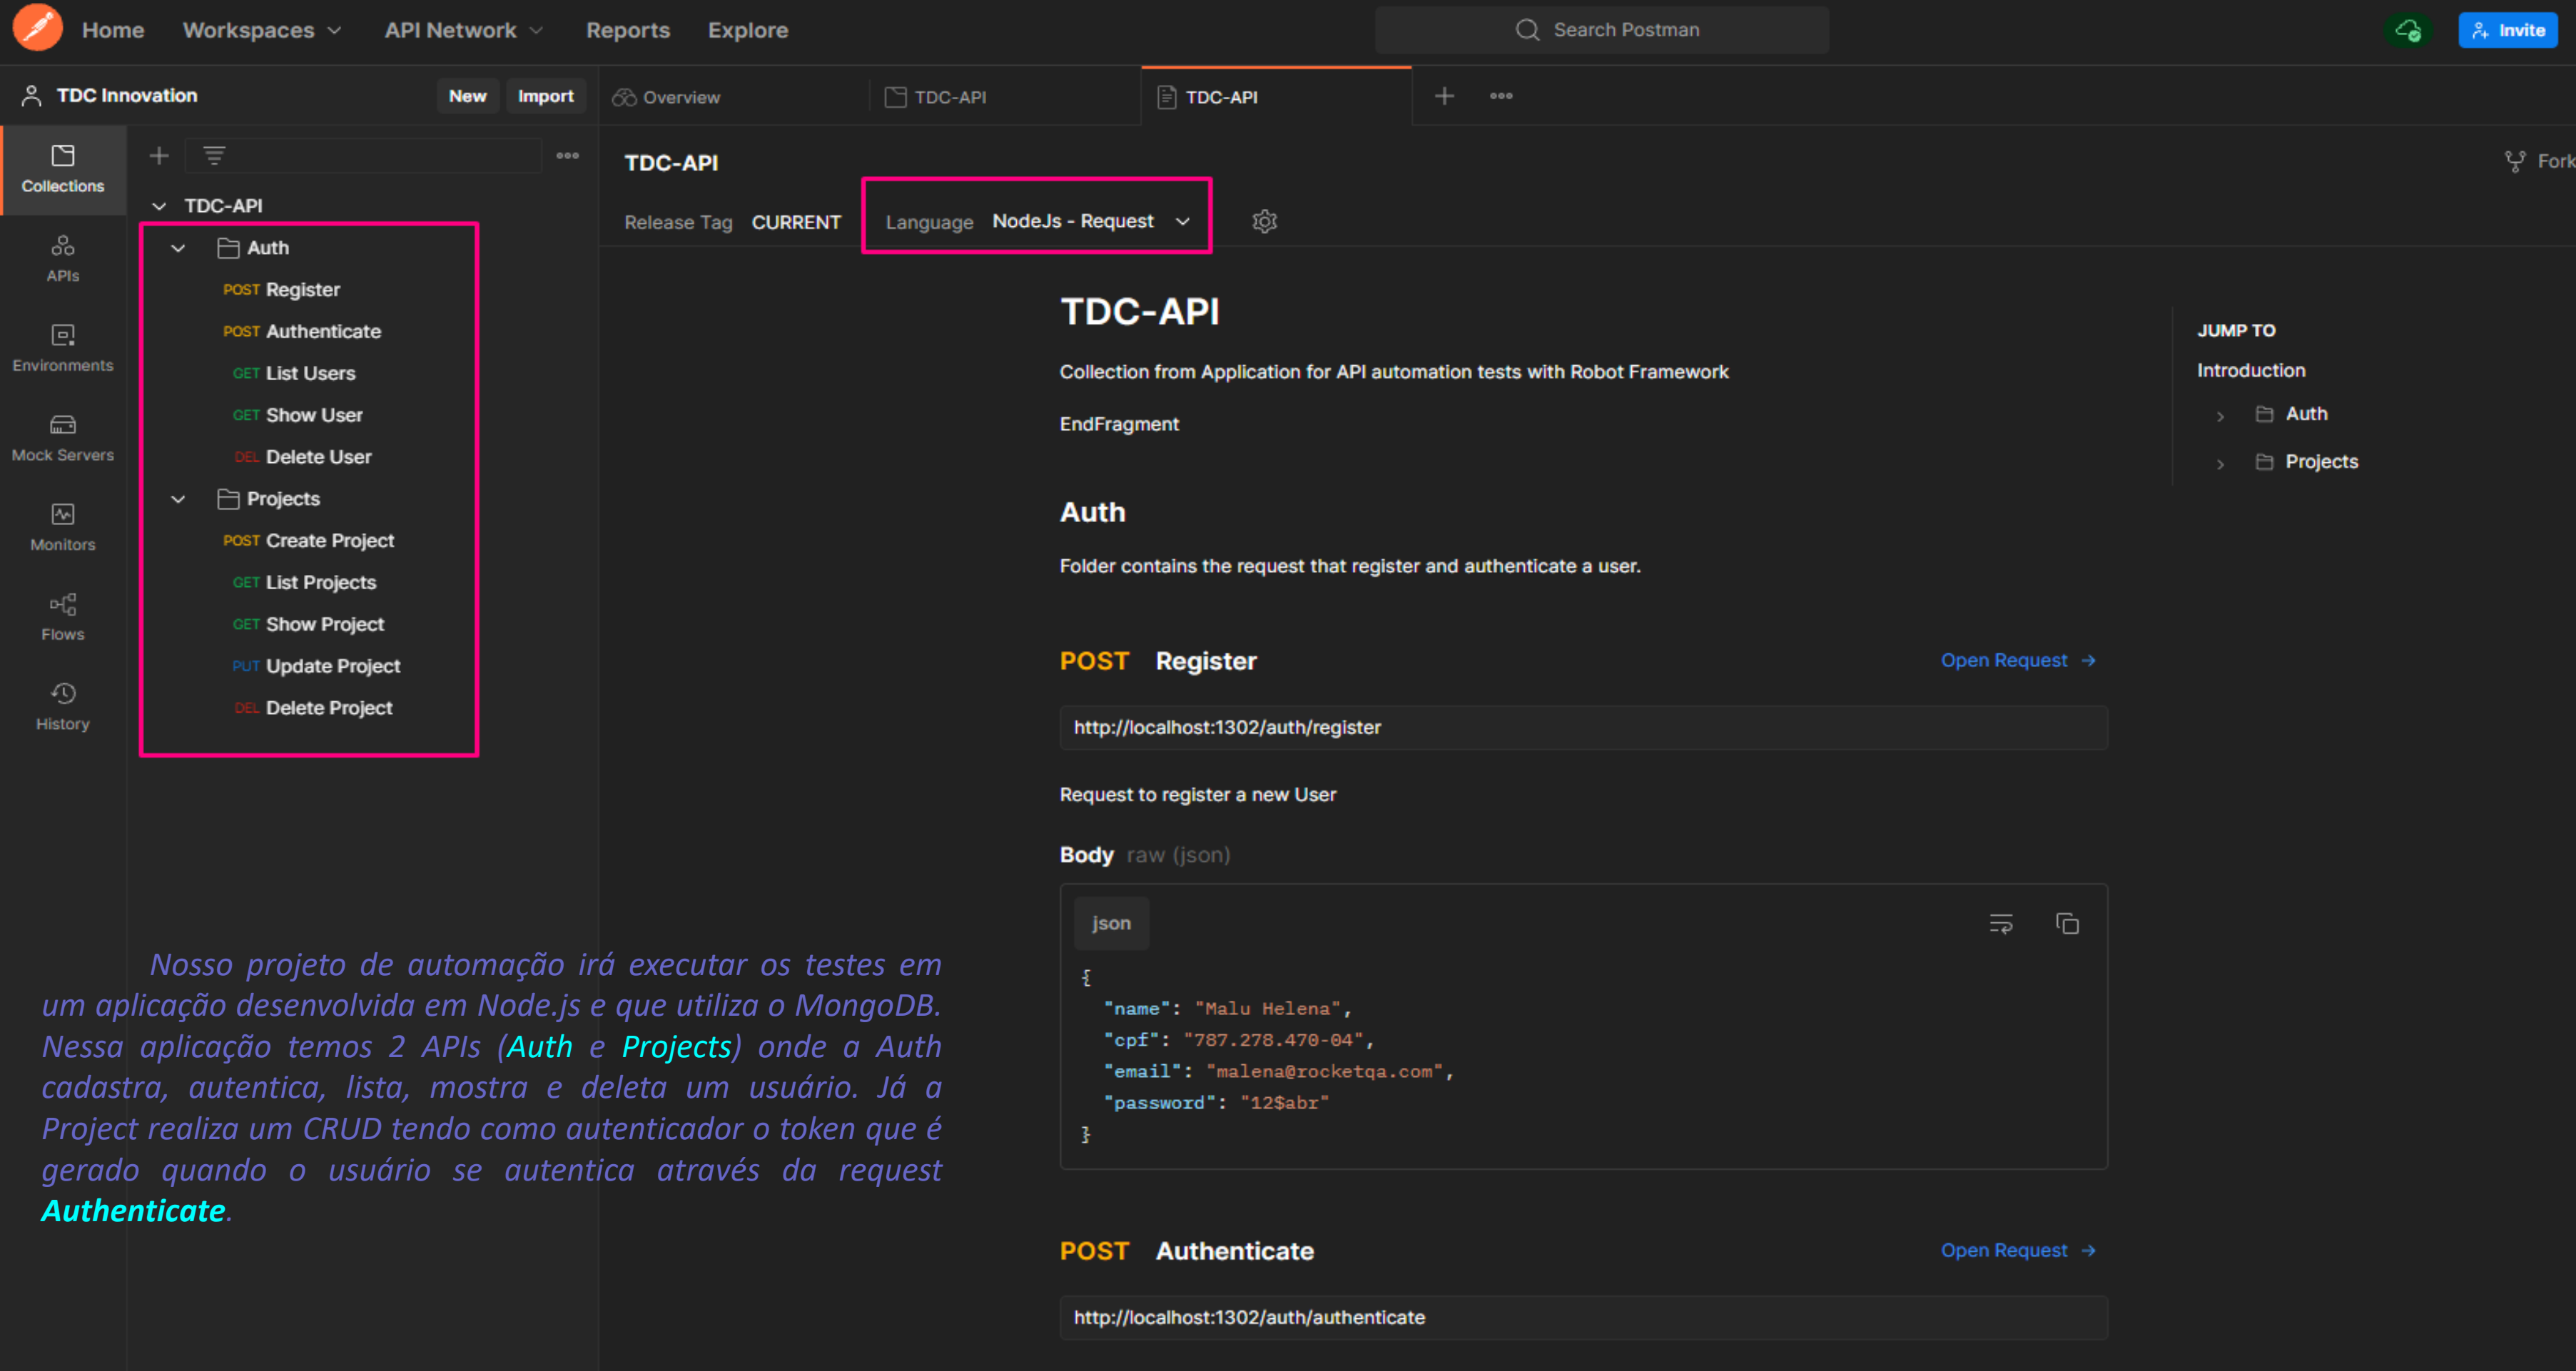 Home Workspaces API Network Reports Explore Search Postman Invite
TDC Innovation New Import Overview TDC-API TDC-API
Collections
APIs
Environments
Mock Servers
Monitors
Flows
History
TDC-API
Auth
POST Register
POST Authenticate
GET List Users
GET Show User
DEL Delete User
Projects
POST Create Project
GET List Projects
GET Show Project
PUT Update Project
DEL Delete Project
TDC-API
Fork
Release Tag CURRENT Language NodeJs - Request
TDC-API
Collection from Application for API automation tests with Robot Framework
EndFragment
Auth
Folder contains the request that register and authenticate a user.
POST Register Open Request →
http://localhost:1302/auth/register
Request to register a new User
Body raw (json)
json
{
"name": "Malu Helena",
"cpf": "787.278.470-04",
"email": "malena@rocketqa.com",
"password": "12$abr"
}
POST Authenticate Open Request →
http://localhost:1302/auth/authenticate
JUMP TO
Introduction
Auth
Projects
Nosso projeto de automação irá executar os testes em
um aplicação desenvolvida em Node.js e que utiliza o MongoDB.
Nessa aplicação temos 2 APIs (Auth e Projects) onde a Auth
cadastra, autentica, lista, mostra e deleta um usuário. Já a
Project realiza um CRUD tendo como autenticador o token que é
gerado quando o usuário se autentica através da request
Authenticate.